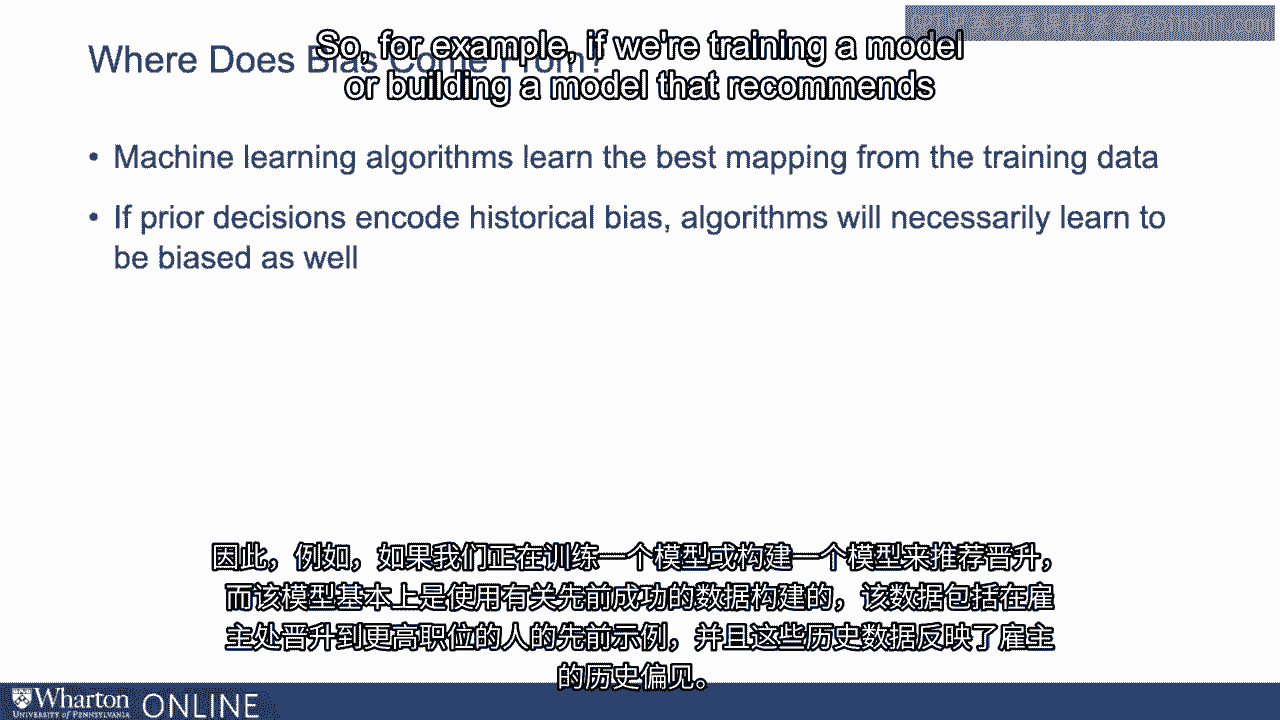 Where Does Bias Come From?
So, for example, if we're training a model
or building a model that recommends
• Machine learning algorithms learn the best mapping from the training data
• If prior decisions encode historical bias, algorithms will necessarily learn to
be biased as well
因此，例如，如果我们正在训练一个模型或构建一个模型来推荐晋升，
而该模型基本上是使用有关先前成功的数据构建的，该数据包括在雇
主处晋升到更高职位的人的先前示例，并且这些历史数据反映了雇主
的历史偏见。
Wharton ONLINE
UNIVERSITY of PENNSYLVANIA